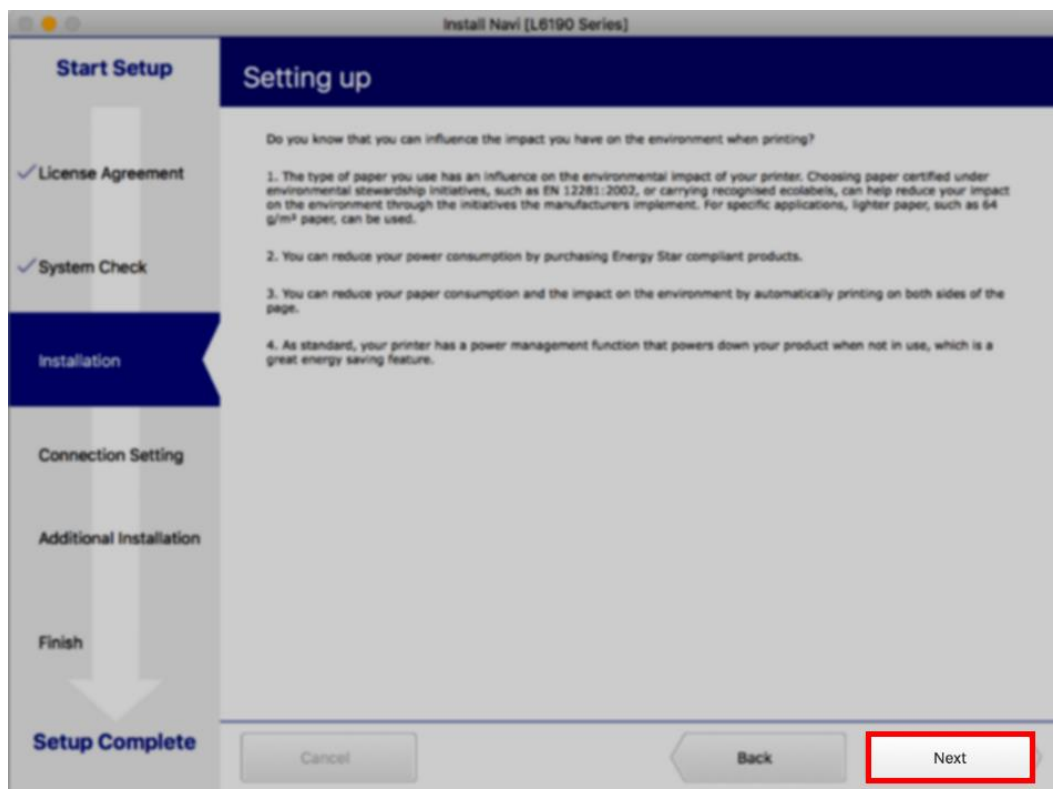 Install Navi [L6190 Series]
Start Setup
Setting up
Do you know that you can influence the impact you have on the environment when printing?
License Agreement
1. The type of paper you use has an influence on the environmental impact of your printer. Choosing paper certified under
environmental stewardship initiatives, such as EN 12281:2002, or carrying recognised ecolabels, can help reduce your impact
on the environment through the initiatives the manufacturers implement. For specific applications, lighter paper, such as 64
g/m² paper, can be used.
System Check
2. You can reduce your power consumption by purchasing Energy Star compliant products.
3. You can reduce your paper consumption and the impact on the environment by automatically printing on both sides of the
page.
Installation
4. As standard, your printer has a power management function that powers down your product when not in use, which is a
great energy saving feature.
Connection Setting
Additional Installation
Finish
Setup Complete
Cancel
Back
Next